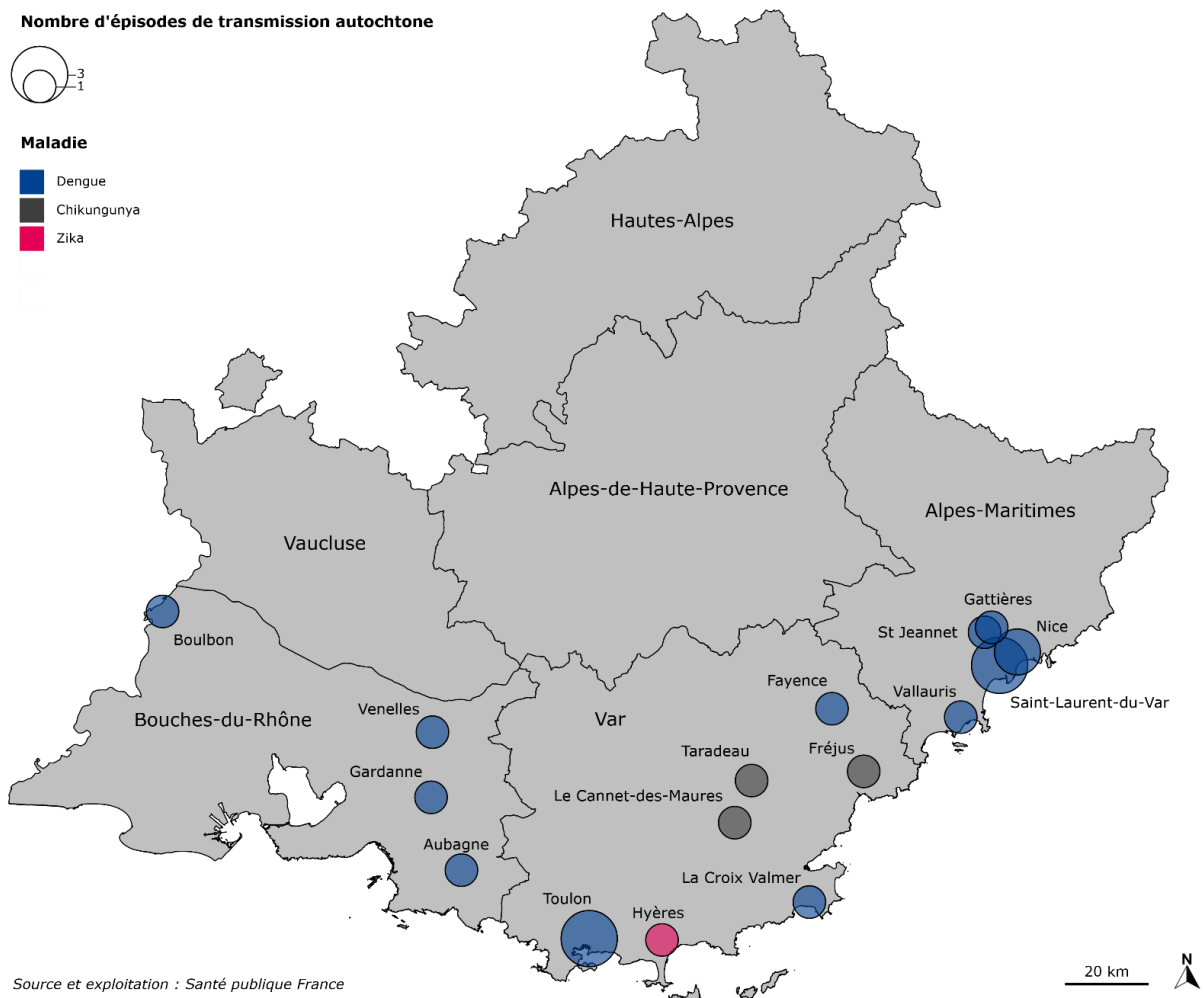 Nombre d'épisodes de transmission autochtone
3
1
Maladie
Dengue
Chikungunya
Zika
Hautes-Alpes
Alpes-de-Haute-Provence
Alpes-Maritimes
Vaucluse
Gattières
St Jeannet
Nice
Boulbon
Fayence
Vallauris
Saint-Laurent-du-Var
Venelles
Bouches-du-Rhône
Var
Taradeau
Fréjus
Gardanne
Le Cannet-des-Maures
Aubagne
La Croix Valmer
Toulon
Hyères
N
20 km
Source et exploitation : Santé publique France